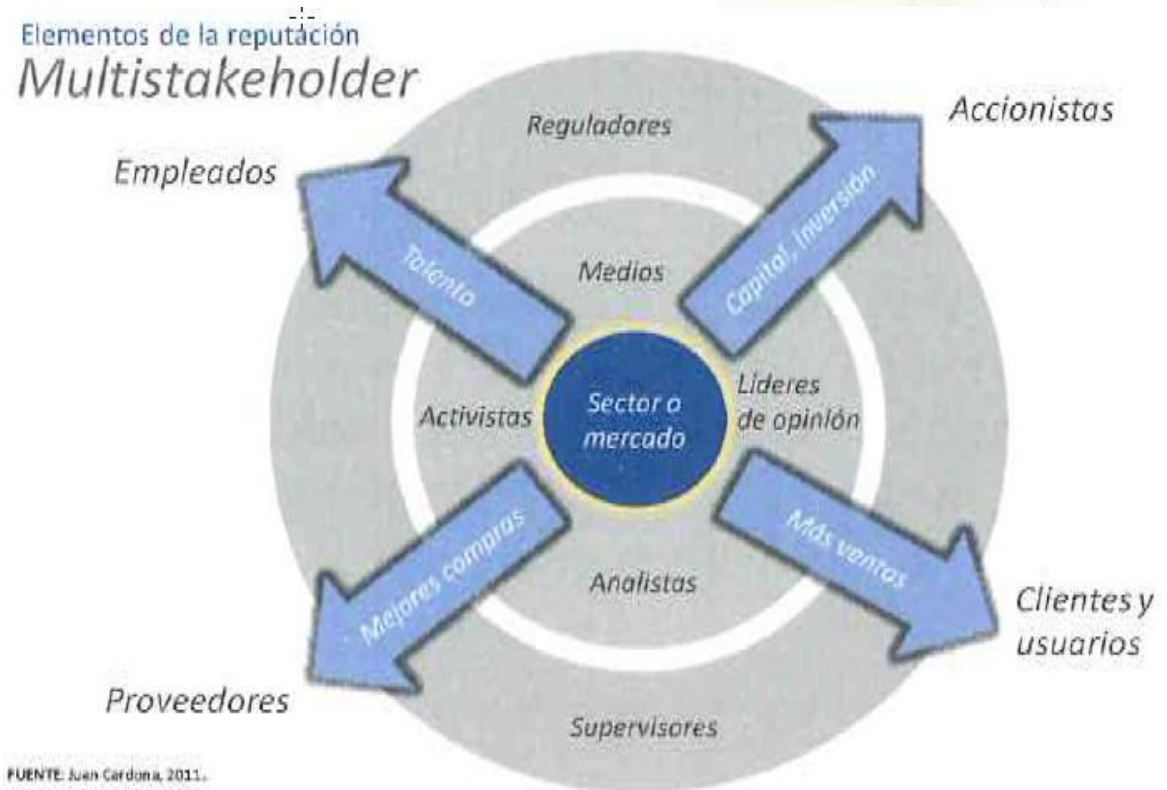 Elementos de la reputación
Multistakeholder
Reguladores
Accionistas
Empleados
Capital, inversión
Talento
Medios
Activistas
Sector o
mercado
Líderes
de opinión
Mejores compras
Más ventas
Analistas
Clientes y
usuarios
Proveedores
Supervisores
FUENTE: Juan Cardona, 2011.